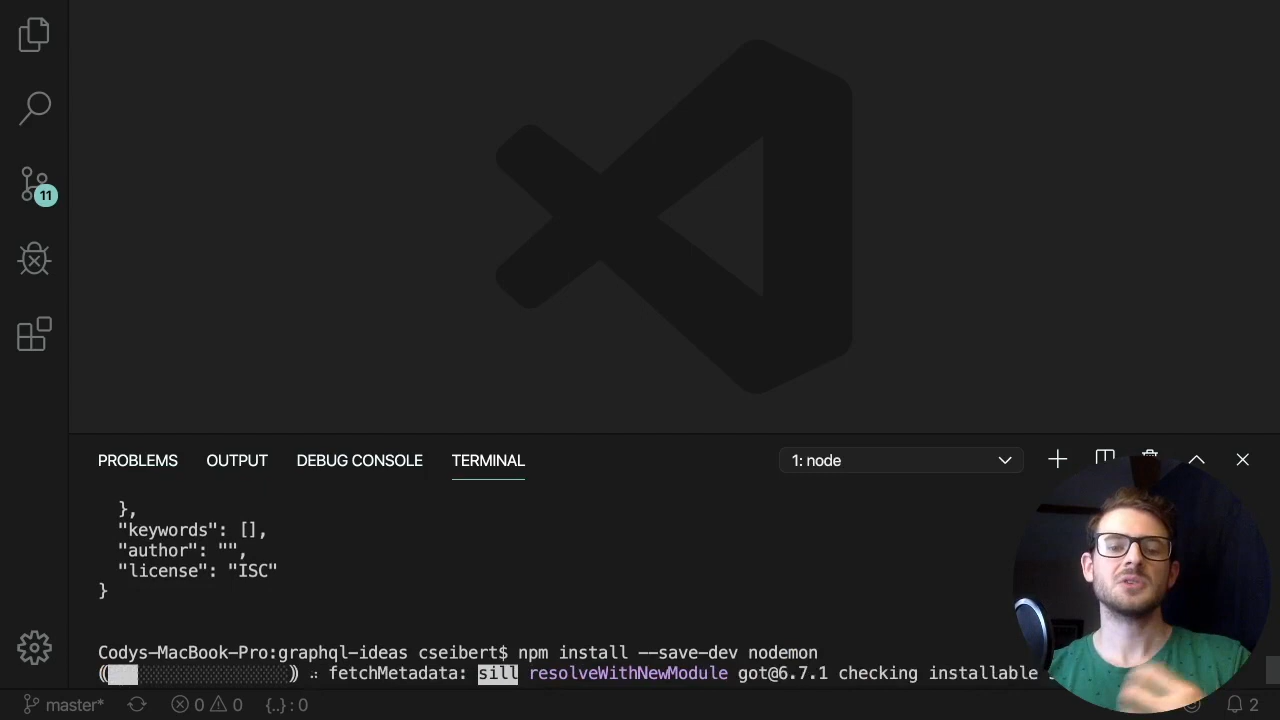 11
PROBLEMS OUTPUT DEBUG CONSOLE TERMINAL 1: node
},
"keywords": [],
"author": "",
"license": "ISC"
}
Codys-MacBook-Pro:graphql-ideas cseibert$ npm install --save-dev nodemon
fetchMetadata: sill resolveWithNewModule got@6.7.1 checking installable
master* 0 0 {..}: 0 2